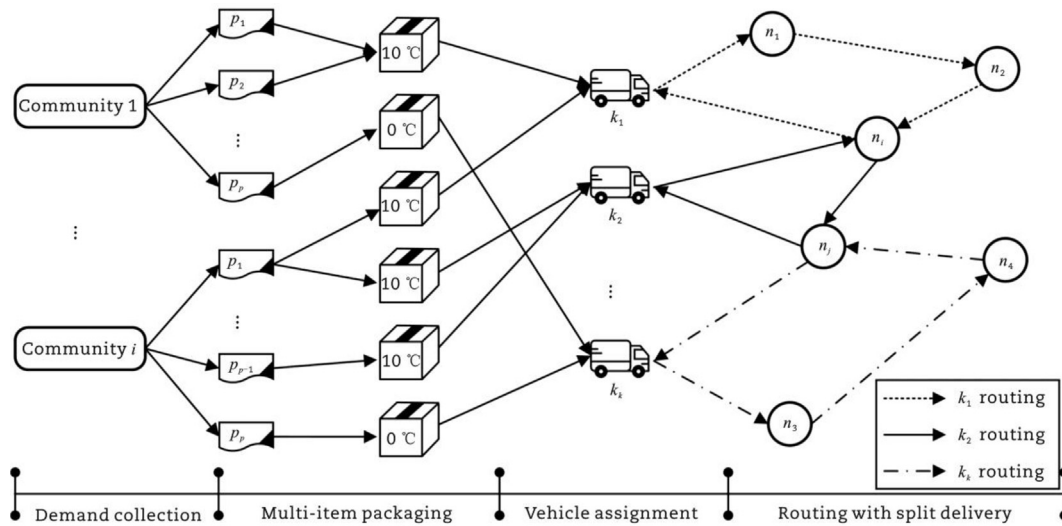 p₁
p₂
⋮
pₚ
Community 1
⋮
p₁
⋮
pₚ₋₁
pₚ
Community i
10 ℃
0 ℃
10 ℃
10 ℃
10 ℃
0 ℃
k₁
k₂
⋮
kₖ
n₁
n₂
nᵢ
nⱼ
n₄
n₃
k₁ routing
k₂ routing
kₖ routing
Demand collection
Multi-item packaging
Vehicle assignment
Routing with split delivery